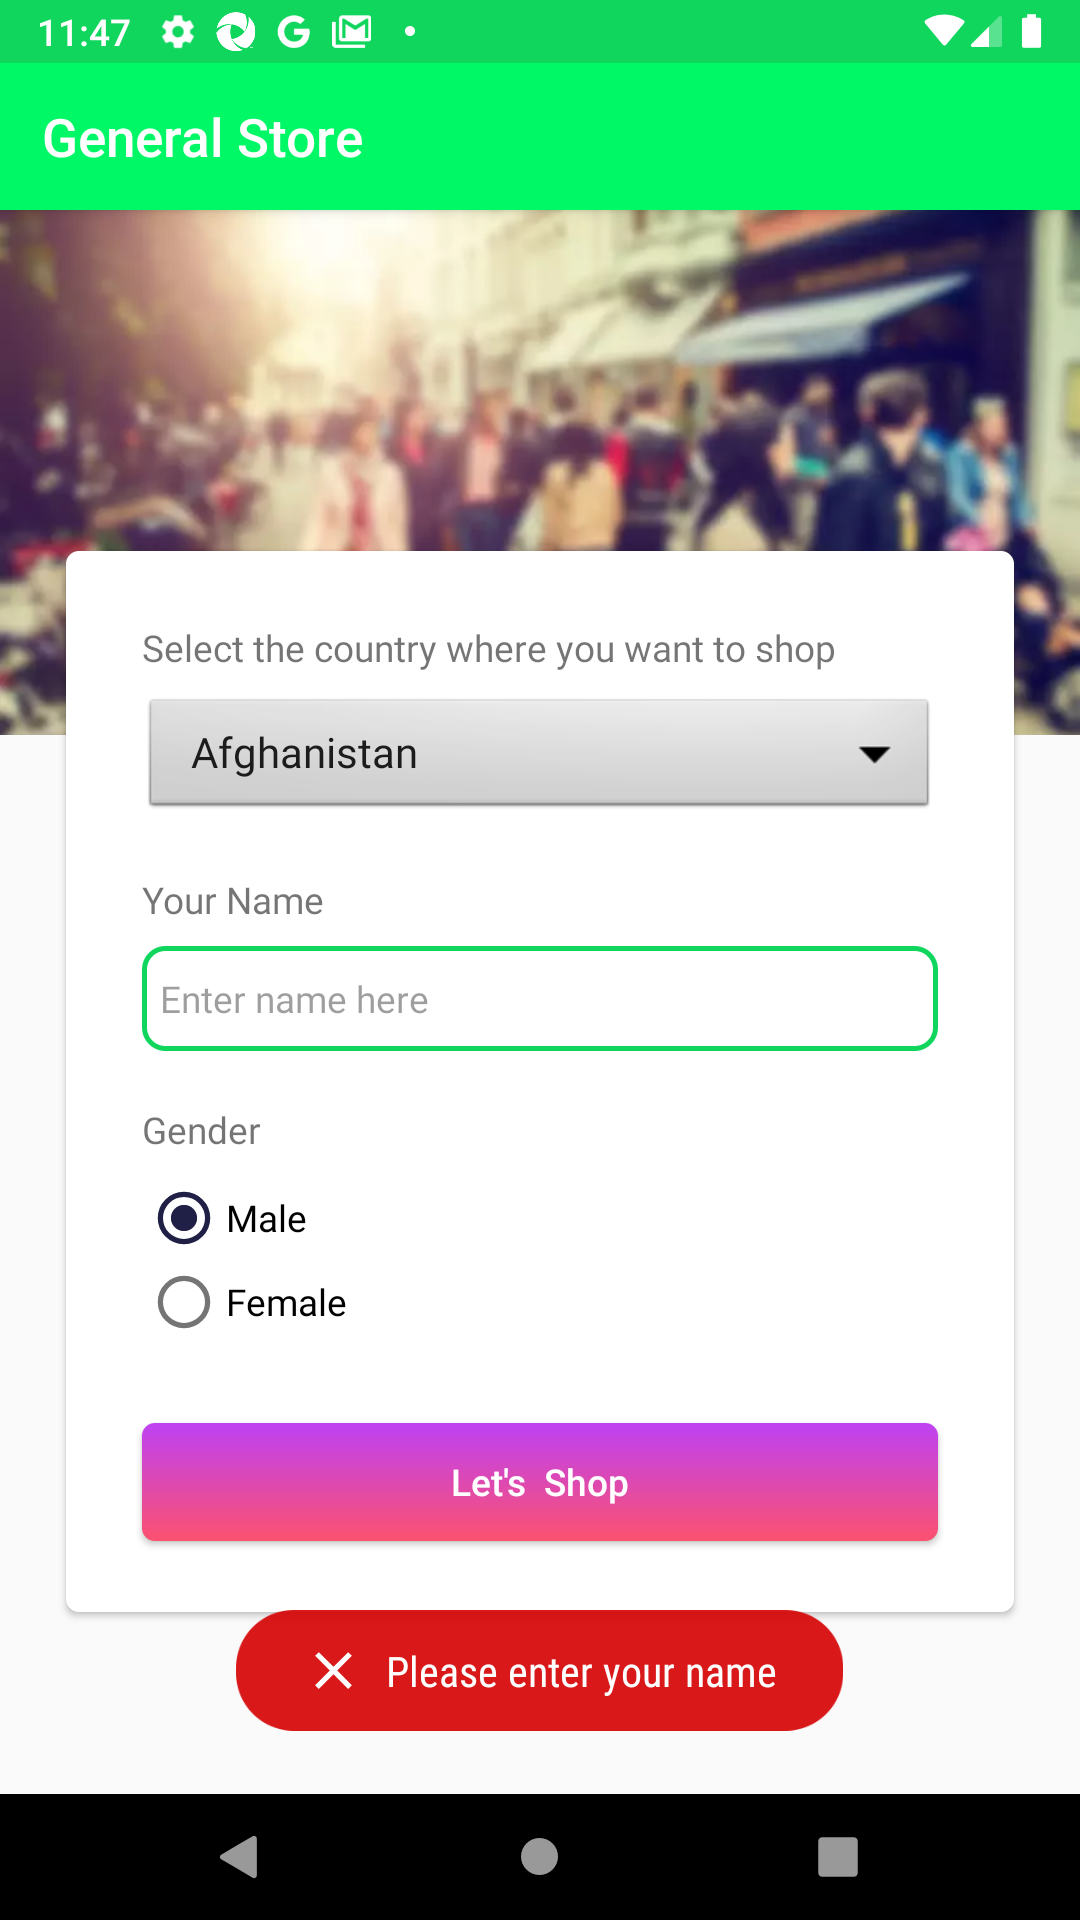 11:47
General Store
Select the country where you want to shop
Afghanistan
Your Name
Enter name here
Gender
Male
Female
Let's Shop
Please enter your name